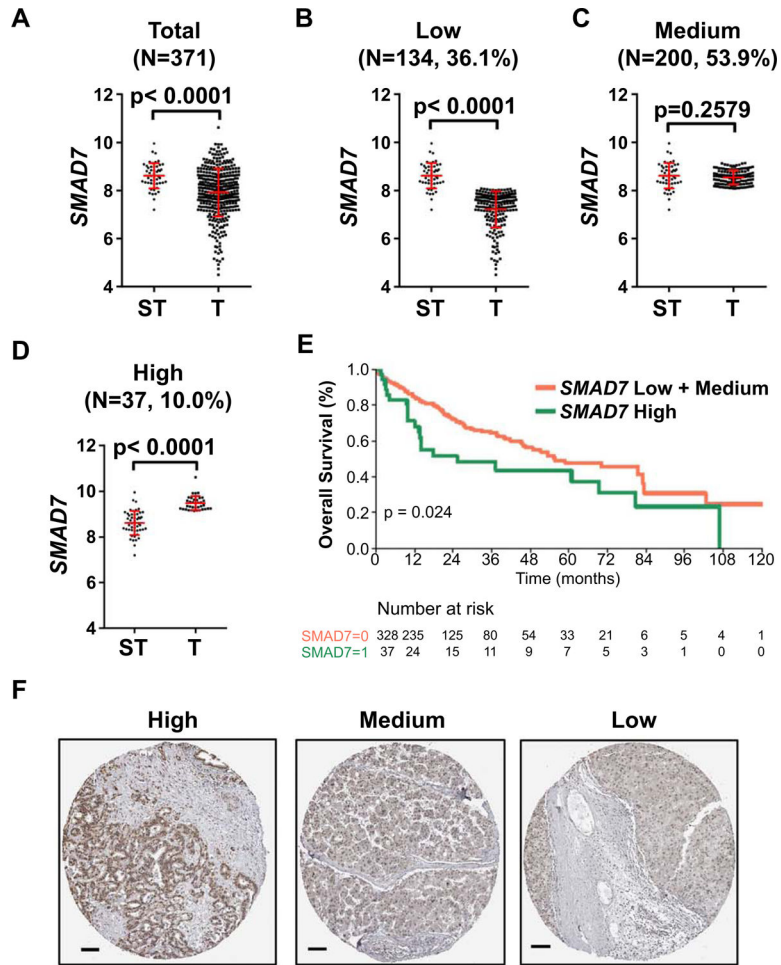 A
Total
(N=371)
p< 0.0001
SMAD7
12
10
8
6
4
ST
T
B
Low
(N=134, 36.1%)
p< 0.0001
SMAD7
12
10
8
6
4
ST
T
C
Medium
(N=200, 53.9%)
p=0.2579
SMAD7
12
10
8
6
4
ST
T
D
High
(N=37, 10.0%)
p< 0.0001
SMAD7
12
10
8
6
4
ST
T
E
Overall Survival (%)
1.0
0.8
0.6
0.4
0.2
0.0
SMAD7 Low + Medium
SMAD7 High
p = 0.024
0 12 24 36 48 60 72 84 96 108 120
Time (months)
Number at risk
SMAD7=0 328 235 125 80 54 33 21 6 5 4 1
SMAD7=1 37 24 15 11 9 7 5 3 1 0 0
F
High
Medium
Low